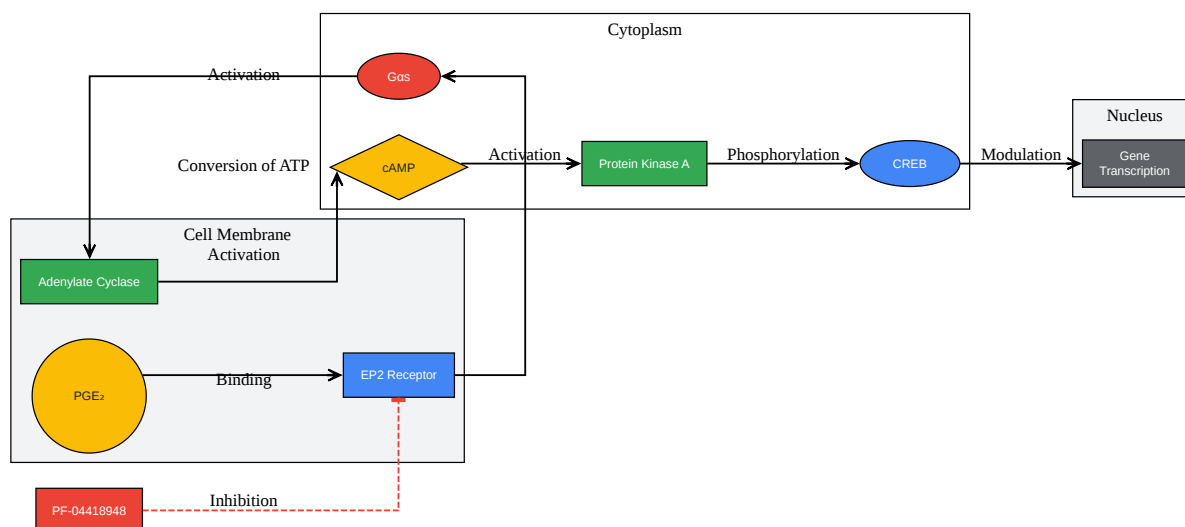 Cytoplasm
Activation
Gαs
Nucleus
Conversion of ATP
cAMP
Activation
Protein Kinase A
Phosphorylation
CREB
Modulation
Gene
Transcription
Cell Membrane
Activation
Adenylate Cyclase
PGE₂
Binding
EP2 Receptor
PF-04418948
Inhibition